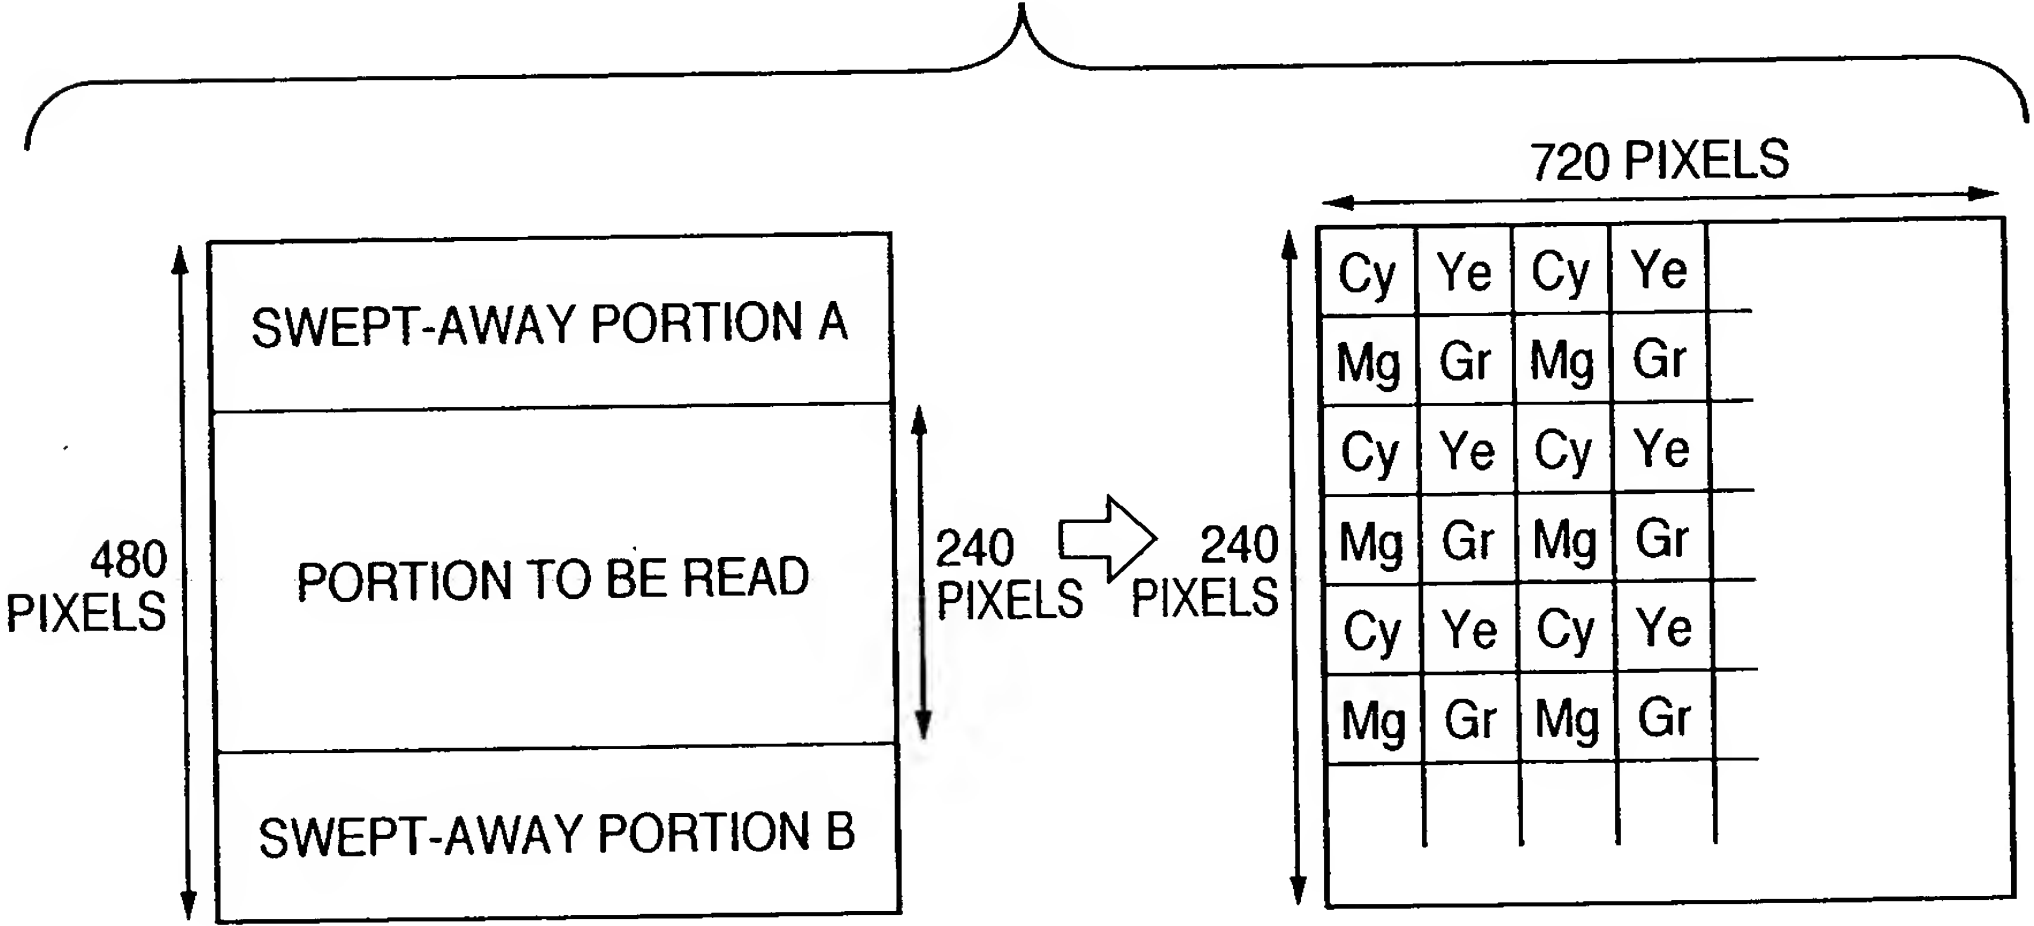 720 PIXELS
SWEPT-AWAY PORTION A
PORTION TO BE READ
SWEPT-AWAY PORTION B
480
PIXELS
240
PIXELS
240
PIXELS
Cy Ye Cy Ye
Mg Gr Mg Gr
Cy Ye Cy Ye
Mg Gr Mg Gr
Cy Ye Cy Ye
Mg Gr Mg Gr